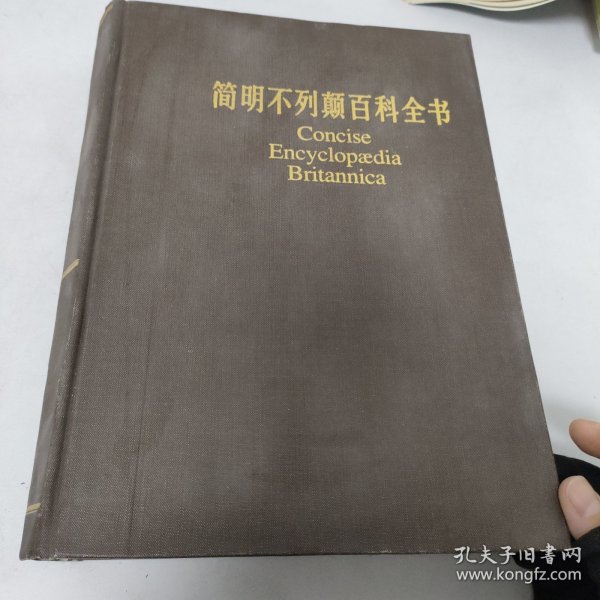 简明不列颠百科全书
Concise
Encyclopædia
Britannica
孔夫子旧书网
www.kongfz.com